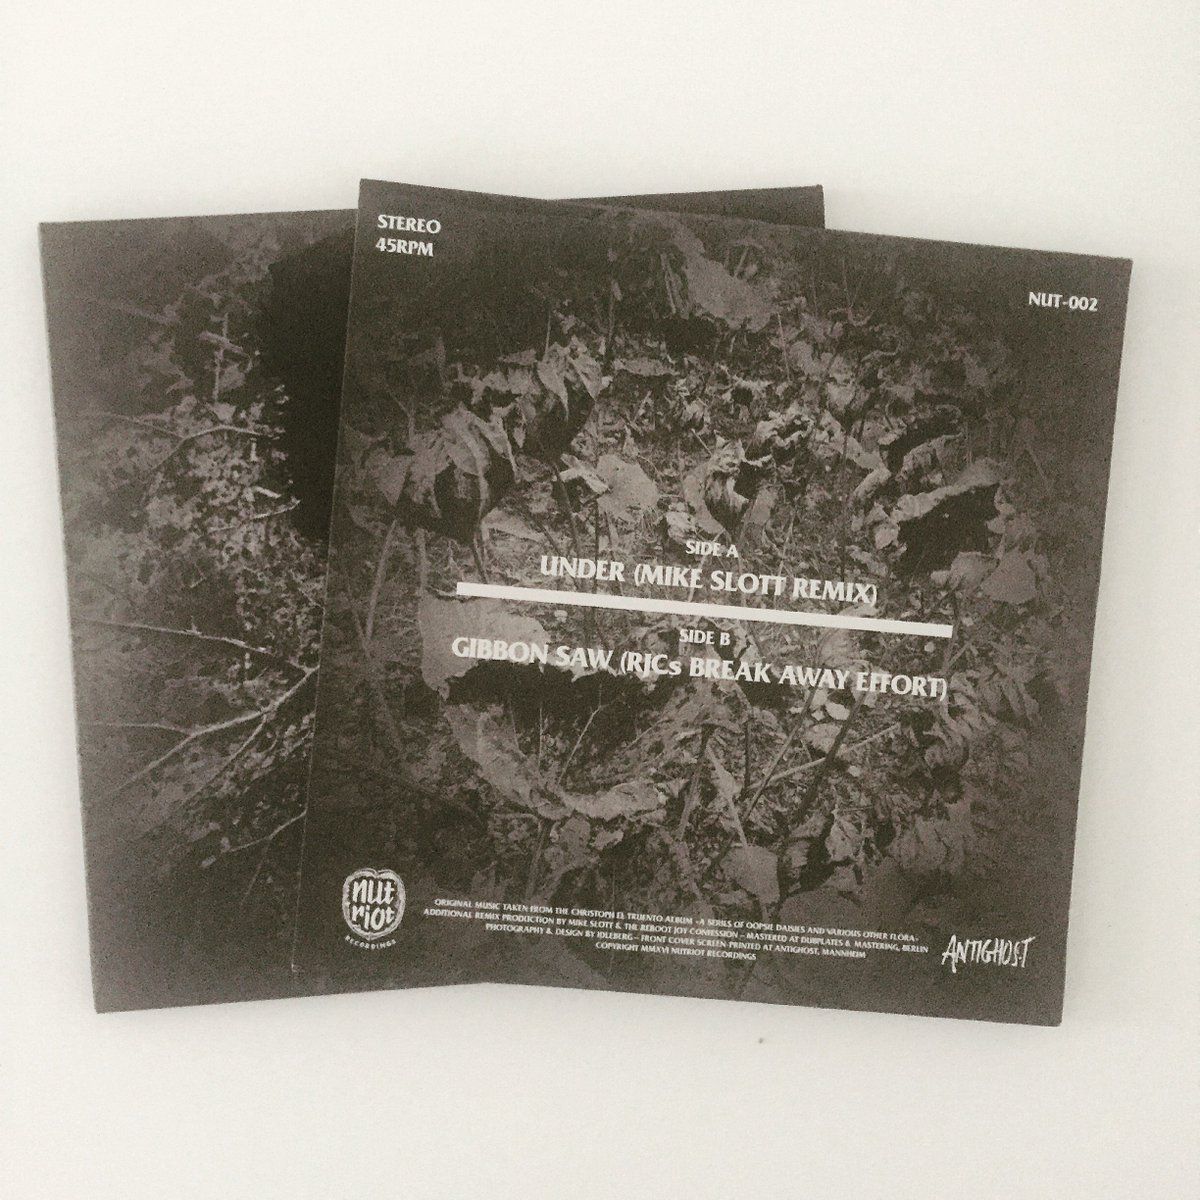 STEREO
45RPM
NUT-002
SIDE A
UNDER (MIKE SLOTT REMIX)
SIDE B
GIBBON SAW (RJCs BREAK AWAY EFFORT)
nut
riot
RECORDINGS
ORIGINAL MUSIC TAKEN FROM THE CHRISTOPH EL TRUENTO ALBUM »A SERIES OF OOPSIE DAISIES AND VARIOUS OTHER FLORA«
ADDITIONAL REMIX PRODUCTION BY MIKE SLOTT & THE REBOOT JOY CONFESSION – MASTERED AT DUBPLATES & MASTERING, BERLIN
PHOTOGRAPHY & DESIGN BY IDLEBERG – FRONT COVER SCREEN-PRINTED AT ANTIGHOST, MANNHEIM
COPYRIGHT MMXVI NUTRIOT RECORDINGS
ANTIGHOST